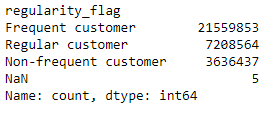 regularity_flag
Frequent customer 21559853
Regular customer 7208564
Non-frequent customer 3636437
NaN 5
Name: count, dtype: int64